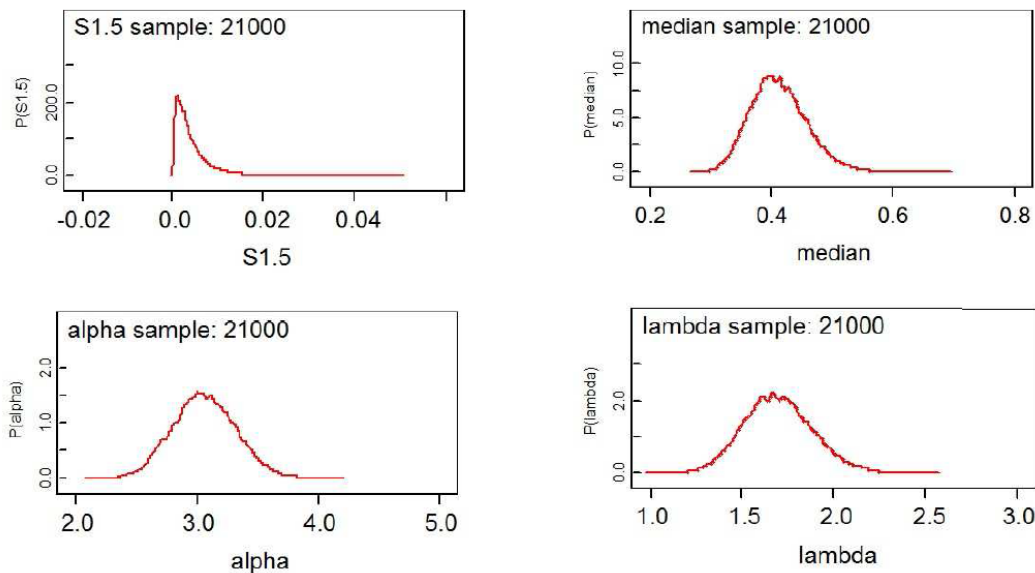 S1.5 sample: 21000
P(S1.5)
200.0
0.0
-0.02 0.0 0.02 0.04
S1.5
median sample: 21000
P(median)
10.0
5.0
0.0
0.2 0.4 0.6 0.8
median
alpha sample: 21000
P(alpha)
2.0
1.0
0.0
2.0 3.0 4.0 5.0
alpha
lambda sample: 21000
P(lambda)
2.0
0.0
1.0 1.5 2.0 2.5 3.0
lambda